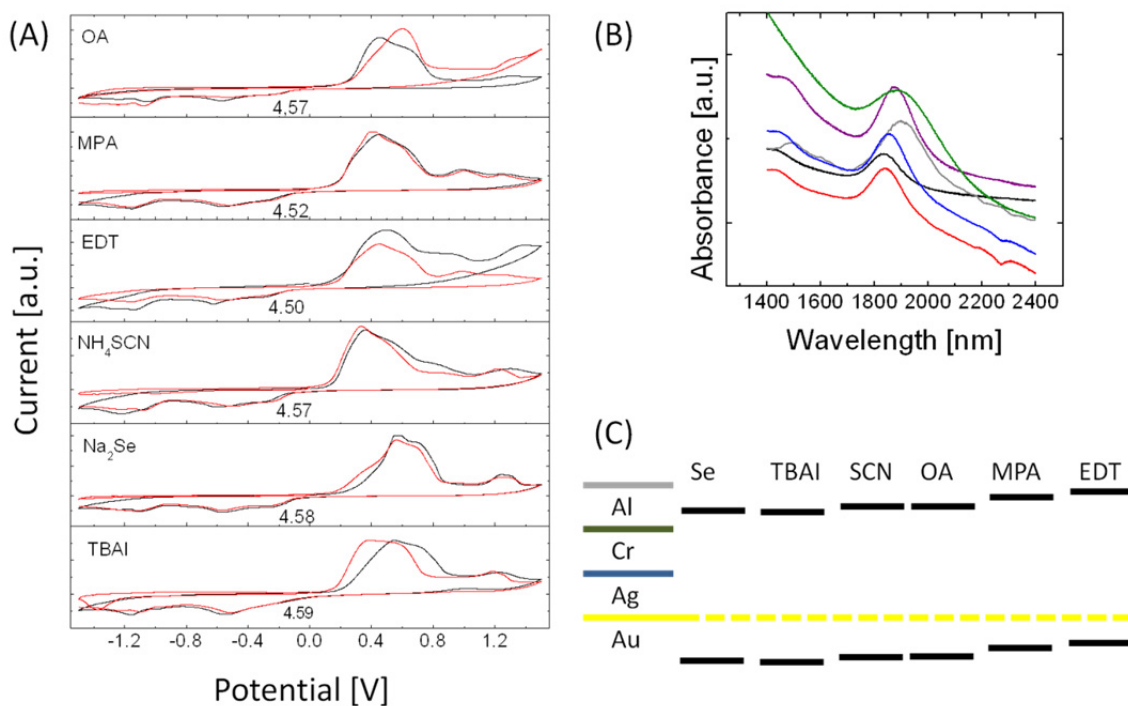 (A)
OA
4.57
MPA
4.52
EDT
4.50
NH₄SCN
4.57
Na₂Se
4.58
TBAI
4.59
-1.2 -0.8 -0.4 0.0 0.4 0.8 1.2
Potential [V]
Current [a.u.]
(B)
Absorbance [a.u.]
1400 1600 1800 2000 2200 2400
Wavelength [nm]
(C)
Se TBAI SCN OA MPA EDT
Al
Cr
Ag
Au